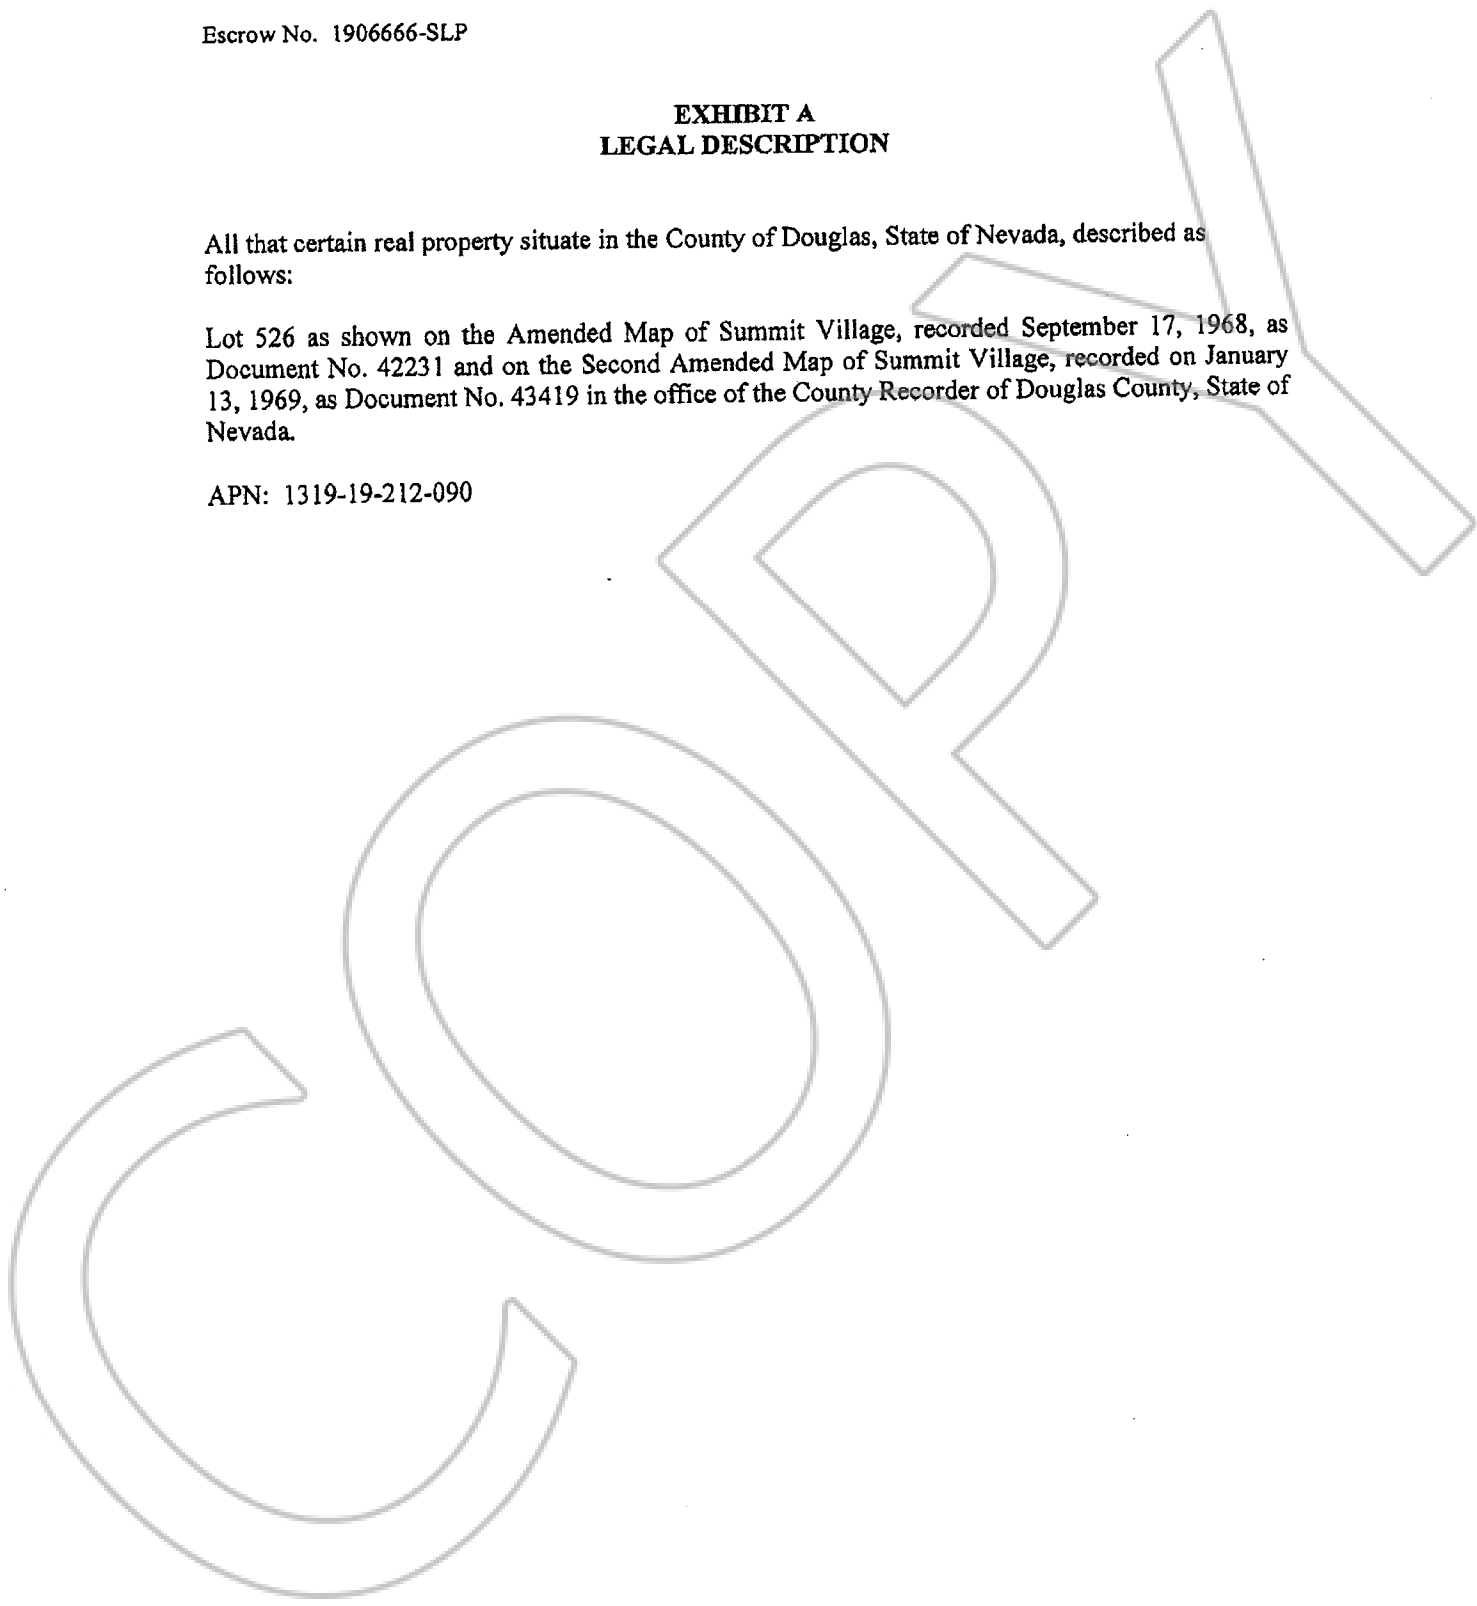 Escrow No. 1906666-SLP
EXHIBIT A
LEGAL DESCRIPTION
All that certain real property situate in the County of Douglas, State of Nevada, described as
follows:
Lot 526 as shown on the Amended Map of Summit Village, recorded September 17, 1968, as
Document No. 42231 and on the Second Amended Map of Summit Village, recorded on January
13, 1969, as Document No. 43419 in the office of the County Recorder of Douglas County, State of
Nevada.
APN: 1319-19-212-090
COPY